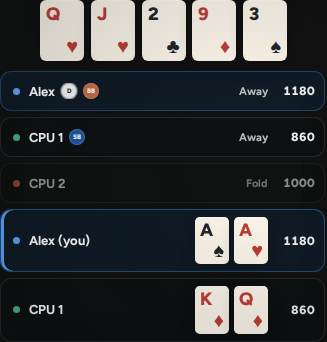 Q J 2 9 3
Alex D BB Away 1180
CPU 1 SB Away 860
CPU 2 Fold 1000
Alex (you) A A 1180
CPU 1 K Q 860